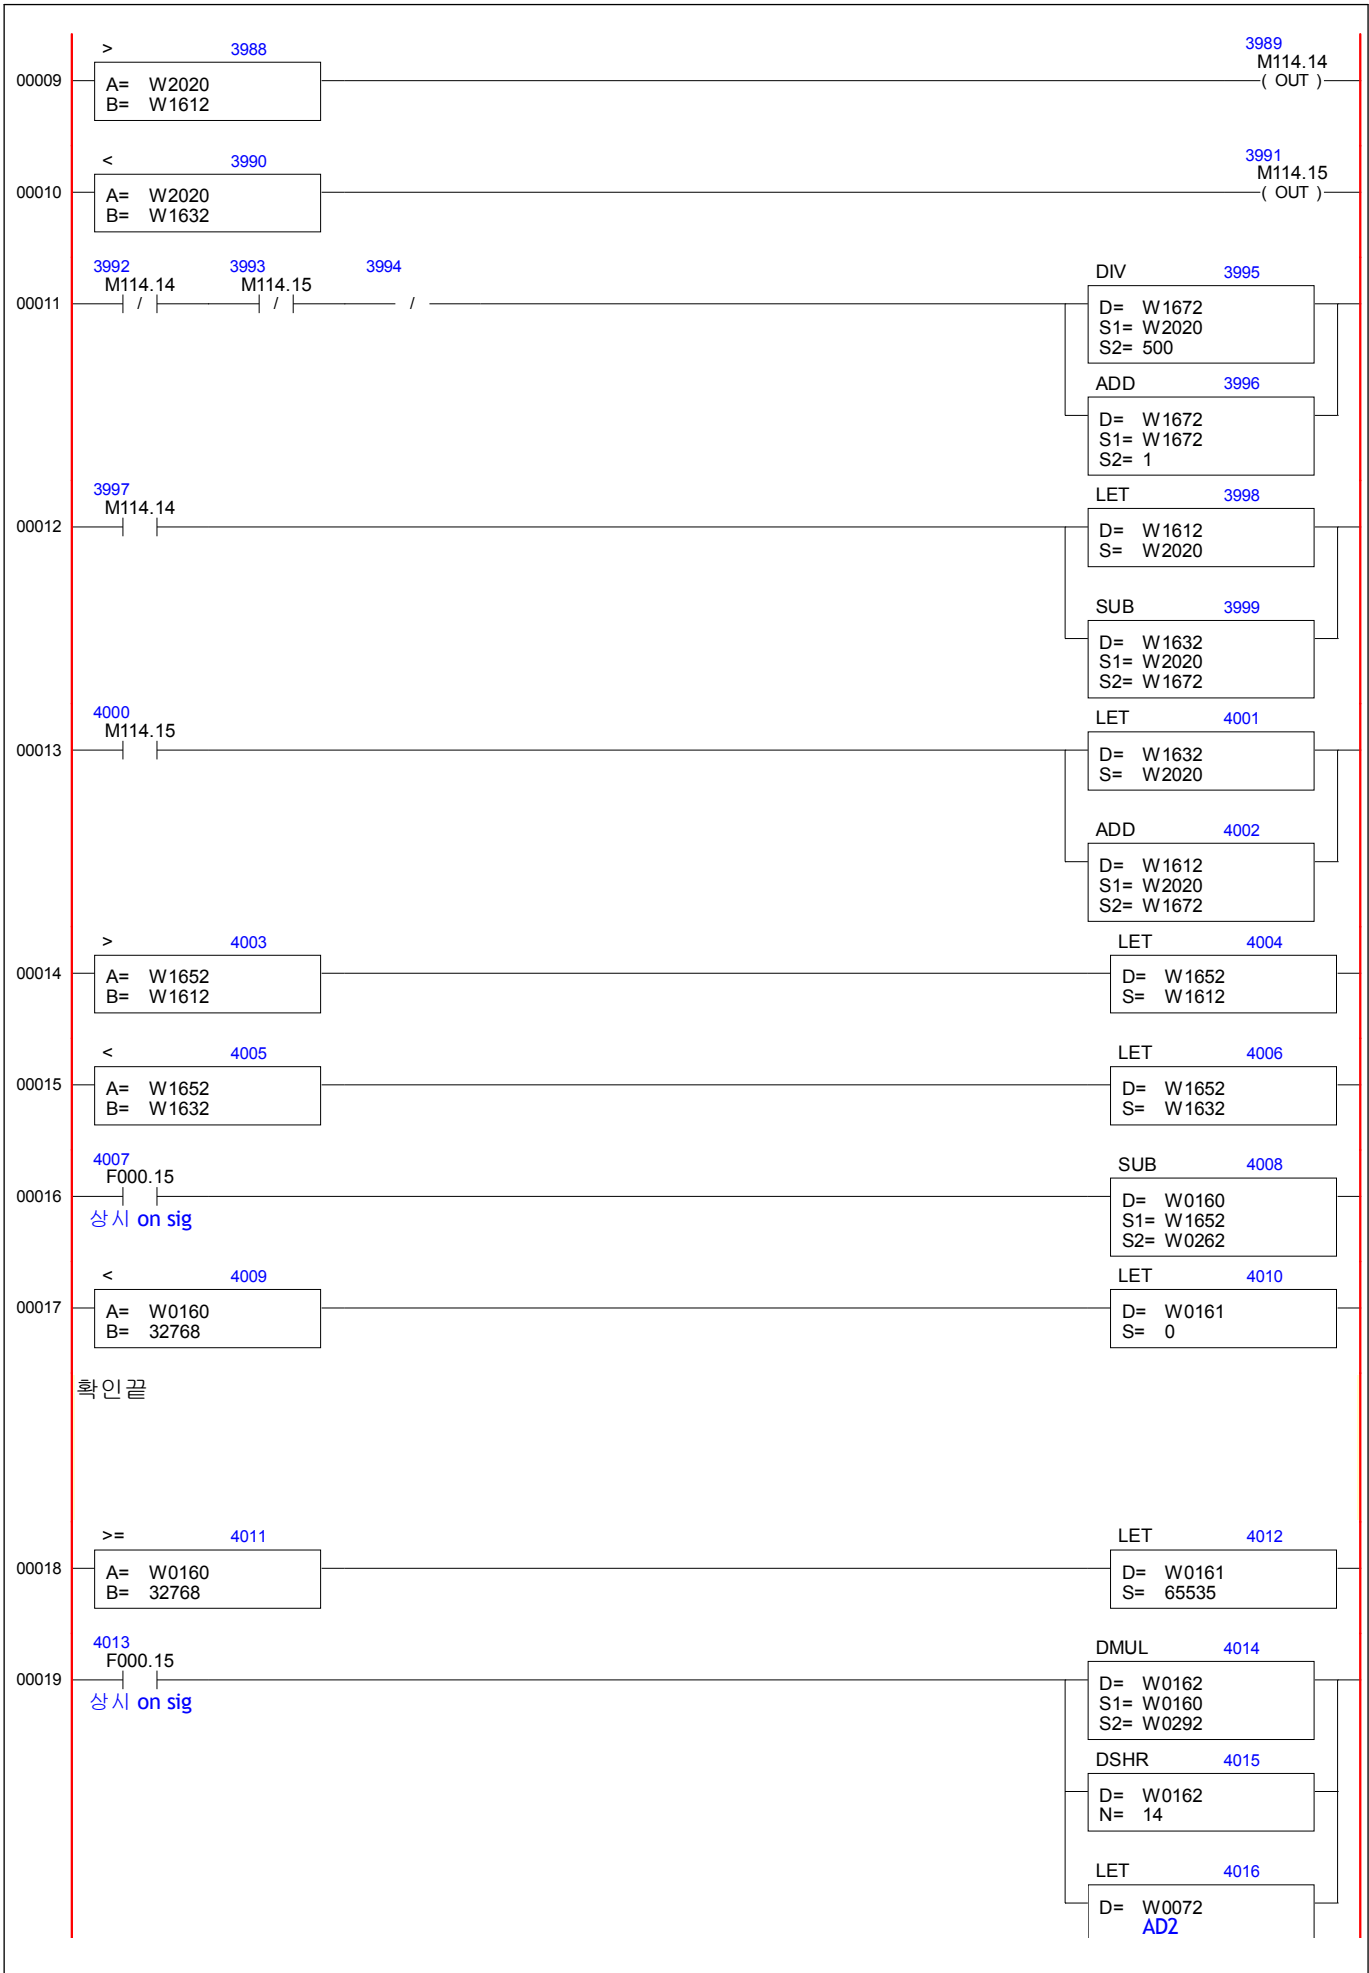 > 3988
3989
M114.14
00009
A= W2020
B= W1612
( OUT )
< 3990
3991
M114.15
00010
A= W2020
B= W1632
( OUT )
3992 3993 3994
M114.14 M114.15
00011
/ / /
DIV 3995
D= W1672
S1= W2020
S2= 500
ADD 3996
D= W1672
S1= W1672
S2= 1
3997
M114.14
00012
LET 3998
D= W1612
S= W2020
SUB 3999
D= W1632
S1= W2020
S2= W1672
4000
M114.15
00013
LET 4001
D= W1632
S= W2020
ADD 4002
D= W1612
S1= W2020
S2= W1672
> 4003
00014
A= W1652
B= W1612
LET 4004
D= W1652
S= W1612
< 4005
00015
A= W1652
B= W1632
LET 4006
D= W1652
S= W1632
4007
F000.15
00016
상시 on sig
SUB 4008
D= W0160
S1= W1652
S2= W0262
< 4009
00017
A= W0160
B= 32768
LET 4010
D= W0161
S= 0
확인끝
>= 4011
00018
A= W0160
B= 32768
LET 4012
D= W0161
S= 65535
4013
F000.15
00019
상시 on sig
DMUL 4014
D= W0162
S1= W0160
S2= W0292
DSHR 4015
D= W0162
N= 14
LET 4016
D= W0072
AD2